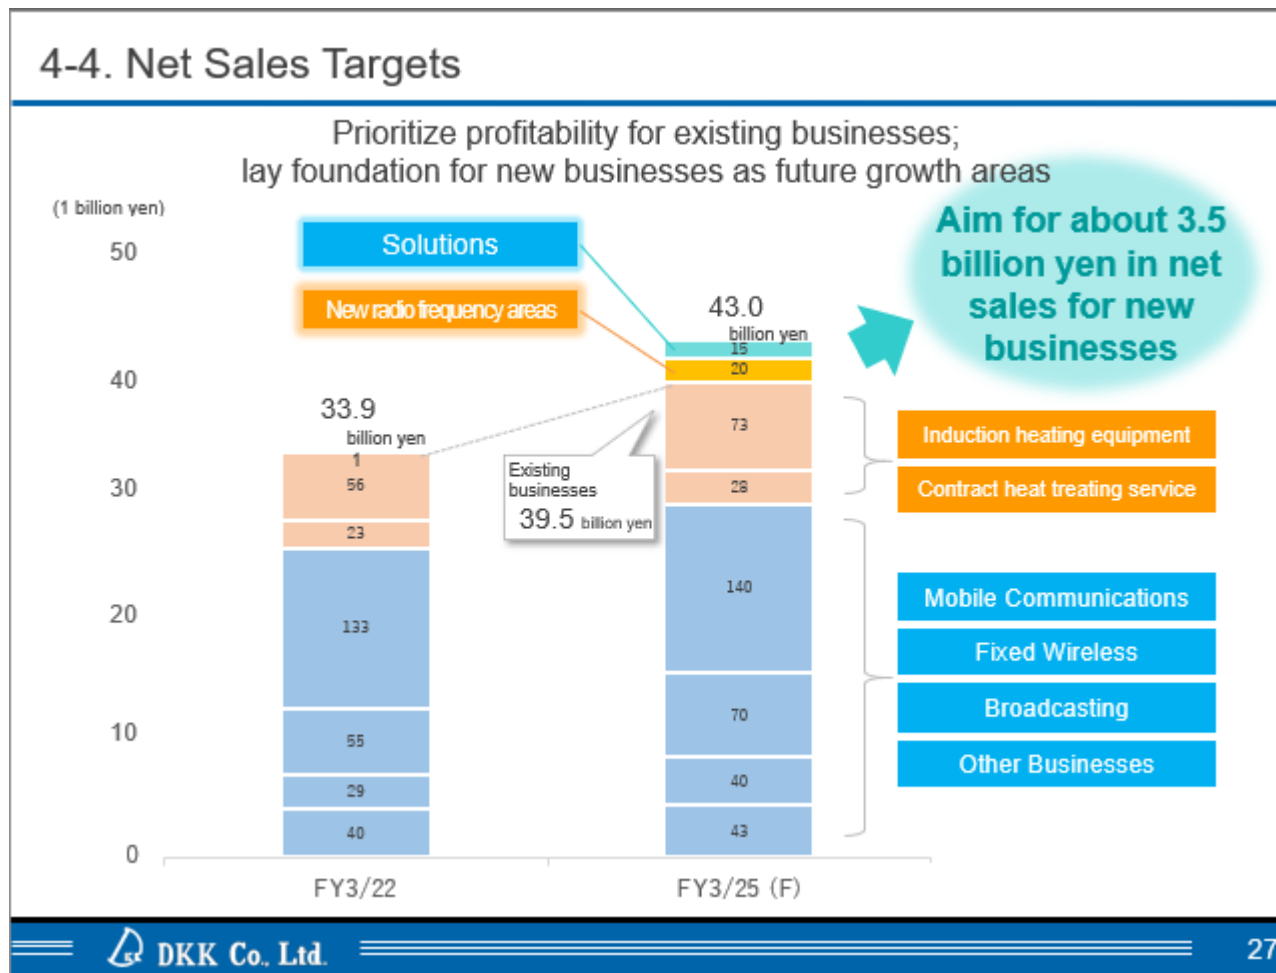 4-4. Net Sales Targets
Prioritize profitability for existing businesses;
lay foundation for new businesses as future growth areas
(1 billion yen)
50
40
30
20
10
0
Solutions
New radio frequency areas
33.9
billion yen
1
56
23
133
55
29
40
FY3/22
43.0
billion yen
15
20
73
28
140
70
40
43
FY3/25 (F)
Existing
businesses
39.5 billion yen
Aim for about 3.5
billion yen in net
sales for new
businesses
Induction heating equipment
Contract heat treating service
Mobile Communications
Fixed Wireless
Broadcasting
Other Businesses
DKK Co., Ltd.
27